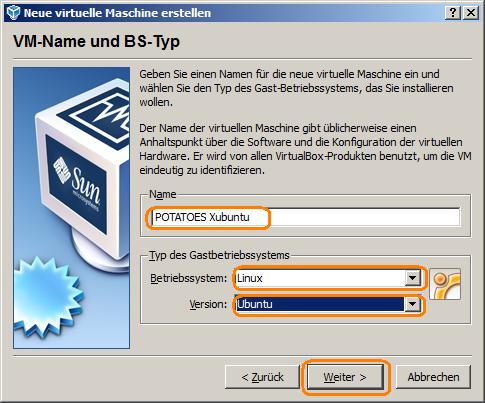 Neue virtuelle Maschine erstellen
VM-Name und BS-Typ
Geben Sie einen Namen für die neue virtuelle Maschine ein und
wählen Sie den Typ des Gast-Betriebssystems, das Sie installieren
wollen.
Der Name der virtuellen Maschine gibt üblicherweise einen
Anhaltspunkt über die Software und die Konfiguration der virtuellen
Hardware. Er wird von allen VirtualBox-Produkten benutzt, um die VM
eindeutig zu identifizieren.
Sun
microsystems
Name
POTATOES Xubuntu
Typ des Gastbetriebssystems
Betriebssystem: Linux
Version: Ubuntu
< Zurück Weiter > Abbrechen